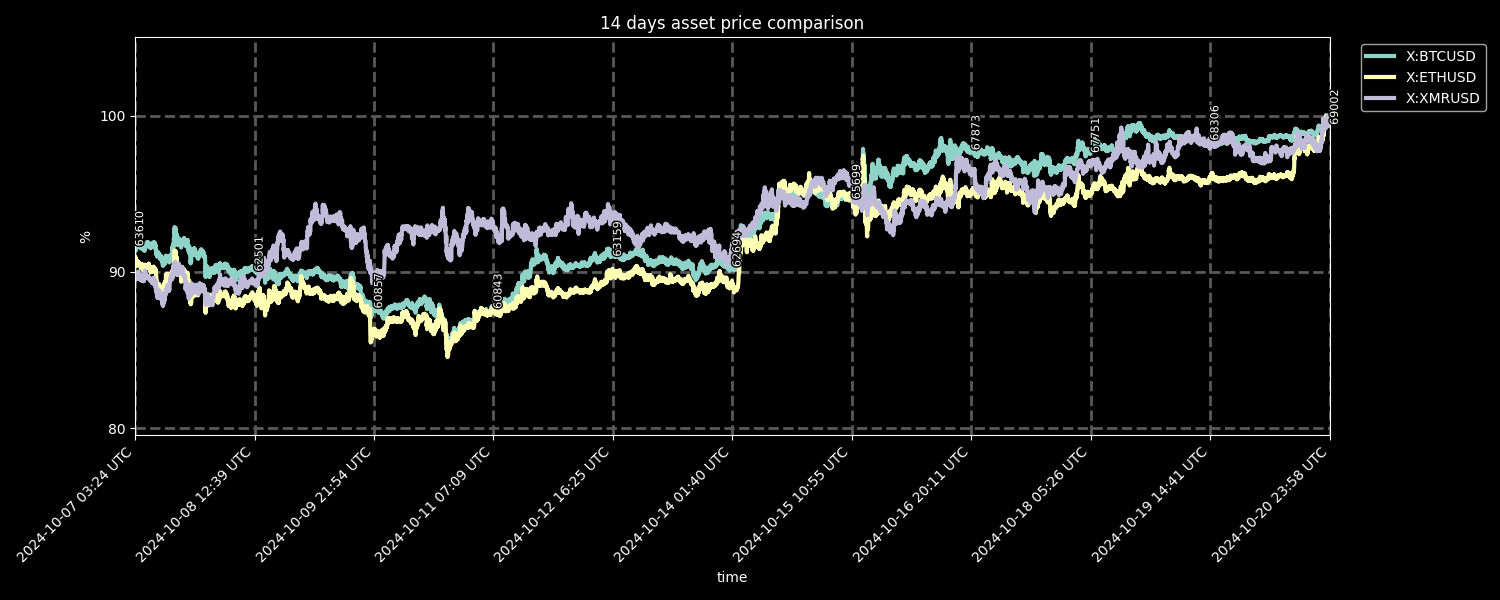 14 days asset price comparison
X:BTCUSD
X:ETHUSD
X:XMRUSD
%
100
90
80
63610
62501
60857
60843
63159
62694
65699
67873
67751
68306
69002
2024-10-07 03:24 UTC
2024-10-08 12:39 UTC
2024-10-09 21:54 UTC
2024-10-11 07:09 UTC
2024-10-12 16:25 UTC
2024-10-14 01:40 UTC
2024-10-15 10:55 UTC
2024-10-16 20:11 UTC
2024-10-18 05:26 UTC
2024-10-19 14:41 UTC
2024-10-20 23:58 UTC
time